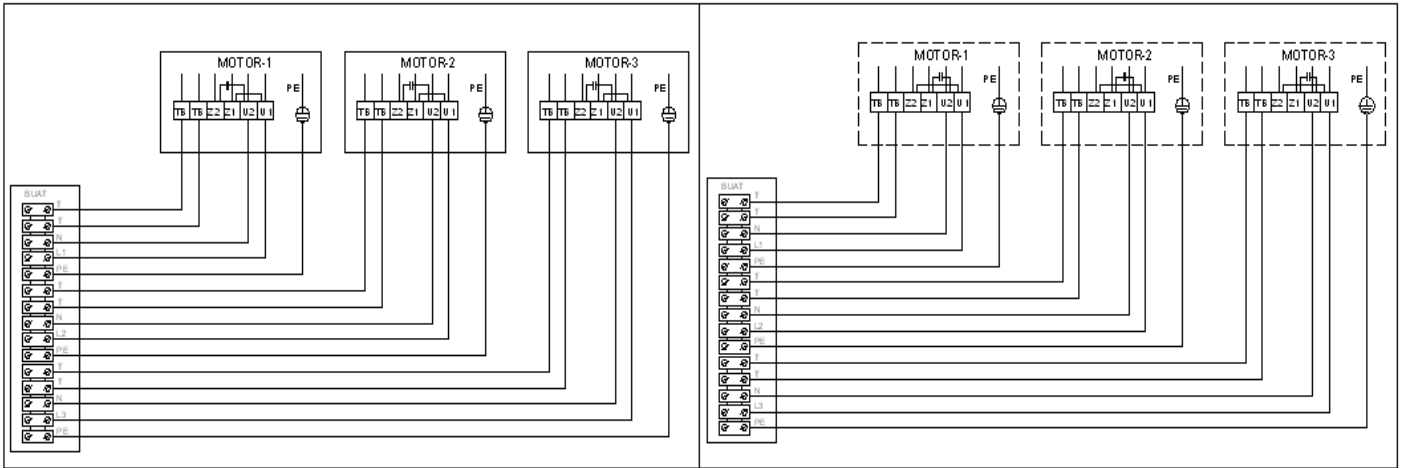 MOTOR-1
PE
TB TB Z2 Z1 U2 U1
MOTOR-2
PE
TB TB Z2 Z1 U2 U1
MOTOR-3
PE
TB TB Z2 Z1 U2 U1
BUAT
T
T
N
L1
PE
T
T
N
L2
PE
T
T
N
L3
PE
MOTOR-1
PE
TB TB Z2 Z1 U2 U1
MOTOR-2
PE
TB TB Z2 Z1 U2 U1
MOTOR-3
PE
TB TB Z2 Z1 U2 U1
BUAT
T
T
N
L1
PE
T
T
N
L2
PE
T
T
N
L3
PE